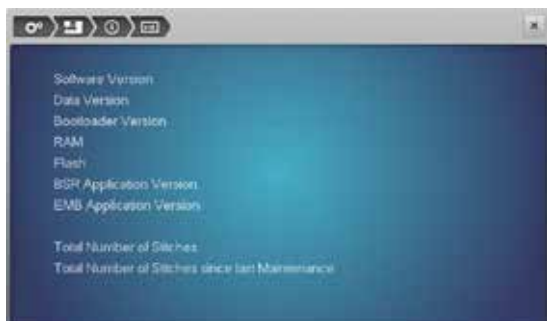 Software Version
Data Version
Bootloader Version
RAM
Flash
BSR Application Version
EMB Application Version
Total Number of Stitches
Total Number of Stitches since last Maintenance